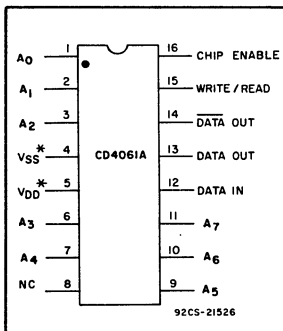 A0 1 16 CHIP ENABLE
A1 2 15 WRITE/READ
A2 3 14 DATA OUT
VSS* 4 CD4061A 13 DATA OUT
VDD* 5 12 DATA IN
A3 6 11 A7
A4 7 10 A6
NC 8 9 A5
92CS-21526